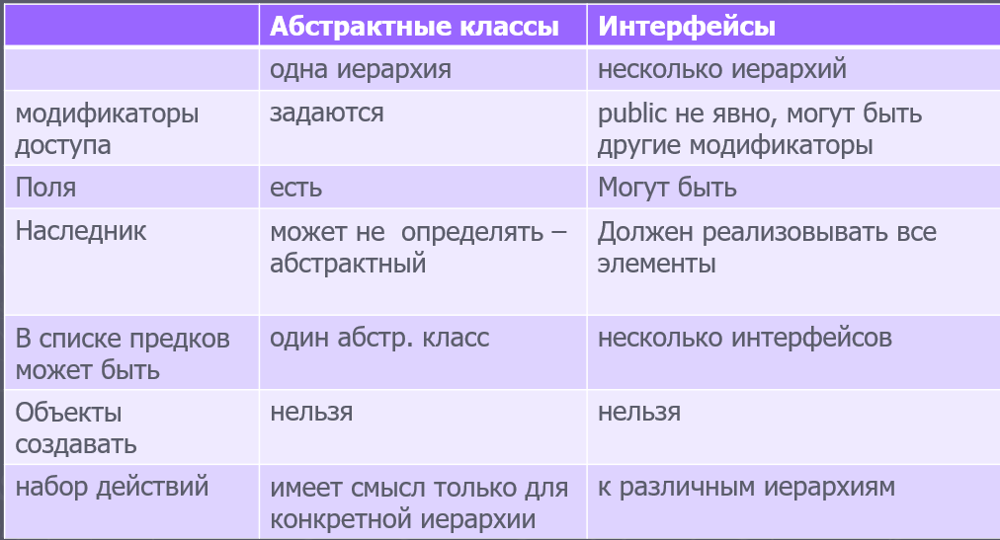 Абстрактные классы Интерфейсы
одна иерархия несколько иерархий
модификаторы задаются public не явно, могут быть
доступа другие модификаторы
Поля есть Могут быть
Наследник может не определять – Должен реализовывать все
абстрактный элементы
В списке предков один абстр. класс несколько интерфейсов
может быть
Объекты нельзя нельзя
создавать
набор действий имеет смысл только для к различным иерархиям
конкретной иерархии